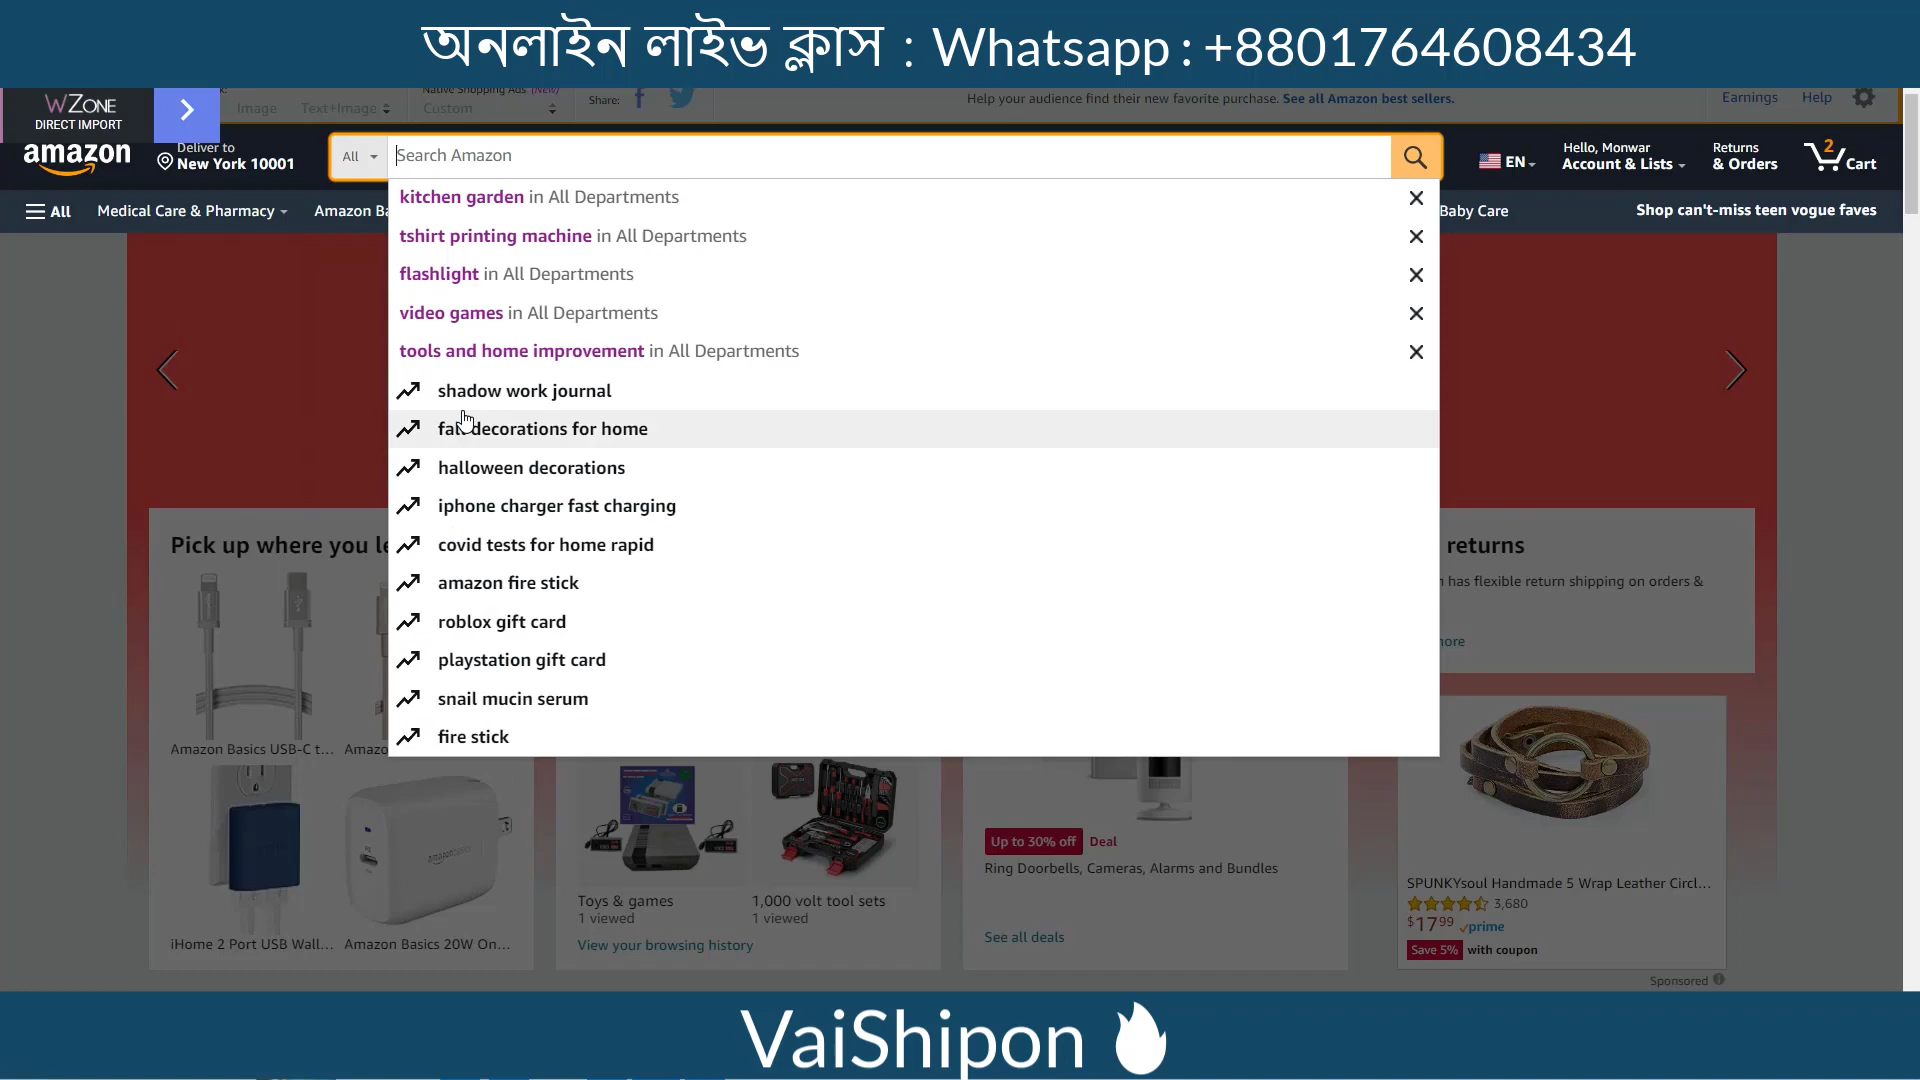 অনলাইন লাইভ ক্লাস : Whatsapp : +8801764608434
Native Shopping Ads (New)
Image Text+Image Custom Share:
Help your audience find their new favorite purchase. See all Amazon best sellers.
Earnings Help
WZONE
DIRECT IMPORT
amazon
Deliver to
New York 10001
All
Search Amazon
EN
Hello, Monwar
Account & Lists
Returns
& Orders
2
Cart
All Medical Care & Pharmacy Amazon Ba
Baby Care
Shop can't-miss teen vogue faves
kitchen garden in All Departments
tshirt printing machine in All Departments
flashlight in All Departments
video games in All Departments
tools and home improvement in All Departments
shadow work journal
fall decorations for home
halloween decorations
iphone charger fast charging
covid tests for home rapid
amazon fire stick
roblox gift card
playstation gift card
snail mucin serum
fire stick
Pick up where you le
returns
has flexible return shipping on orders &
ore
Amazon Basics USB-C t... Amazo
iHome 2 Port USB Wall... Amazon Basics 20W On...
Toys & games
1 viewed
1,000 volt tool sets
1 viewed
View your browsing history
Up to 30% off Deal
Ring Doorbells, Cameras, Alarms and Bundles
See all deals
SPUNKYsoul Handmade 5 Wrap Leather Circl...
3,680
$17.99 prime
Save 5% with coupon
Sponsored
VaiShipon